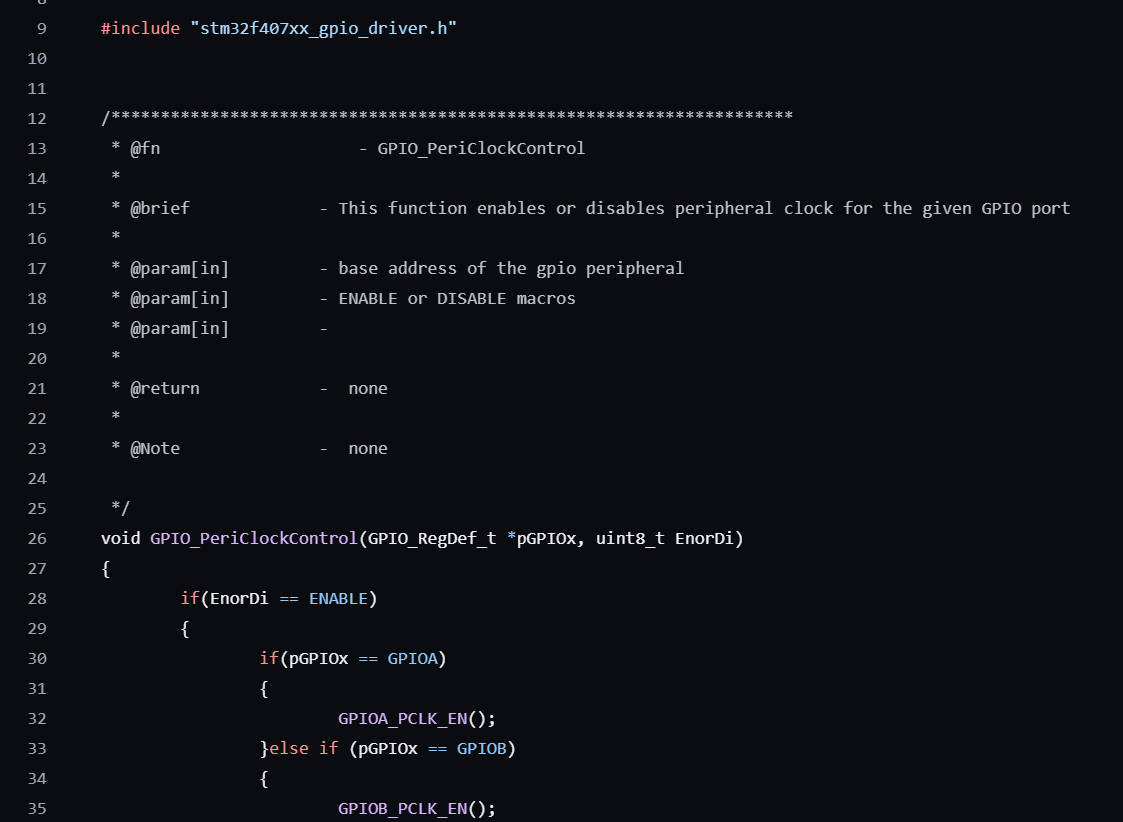 9 #include "stm32f407xx_gpio_driver.h"
10
11
12 /*********************************************************************
13 * @fn - GPIO_PeriClockControl
14 *
15 * @brief - This function enables or disables peripheral clock for the given GPIO port
16 *
17 * @param[in] - base address of the gpio peripheral
18 * @param[in] - ENABLE or DISABLE macros
19 * @param[in] -
20 *
21 * @return - none
22 *
23 * @Note - none
24
25 */
26 void GPIO_PeriClockControl(GPIO_RegDef_t *pGPIOx, uint8_t EnorDi)
27 {
28 if(EnorDi == ENABLE)
29 {
30 if(pGPIOx == GPIOA)
31 {
32 GPIOA_PCLK_EN();
33 }else if (pGPIOx == GPIOB)
34 {
35 GPIOB_PCLK_EN();